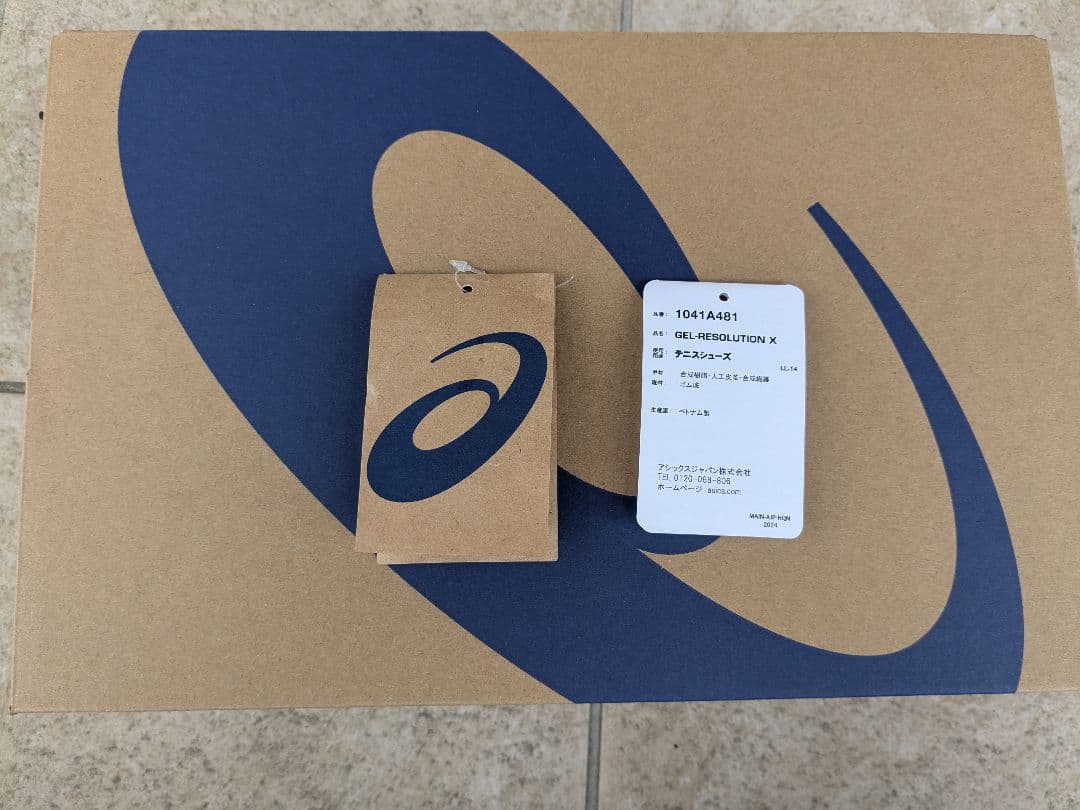 品番: 1041A481
品名: GEL-RESOLUTION X
使用用途: テニスシューズ
LL-14
甲材 合成樹脂・人工皮革・合成繊維
底材: ゴム底
生産国: ベトナム製
アシックスジャパン株式会社
TEL 0120-068-806
ホームページ asics.com
MAIN-AJP-HQN
2024